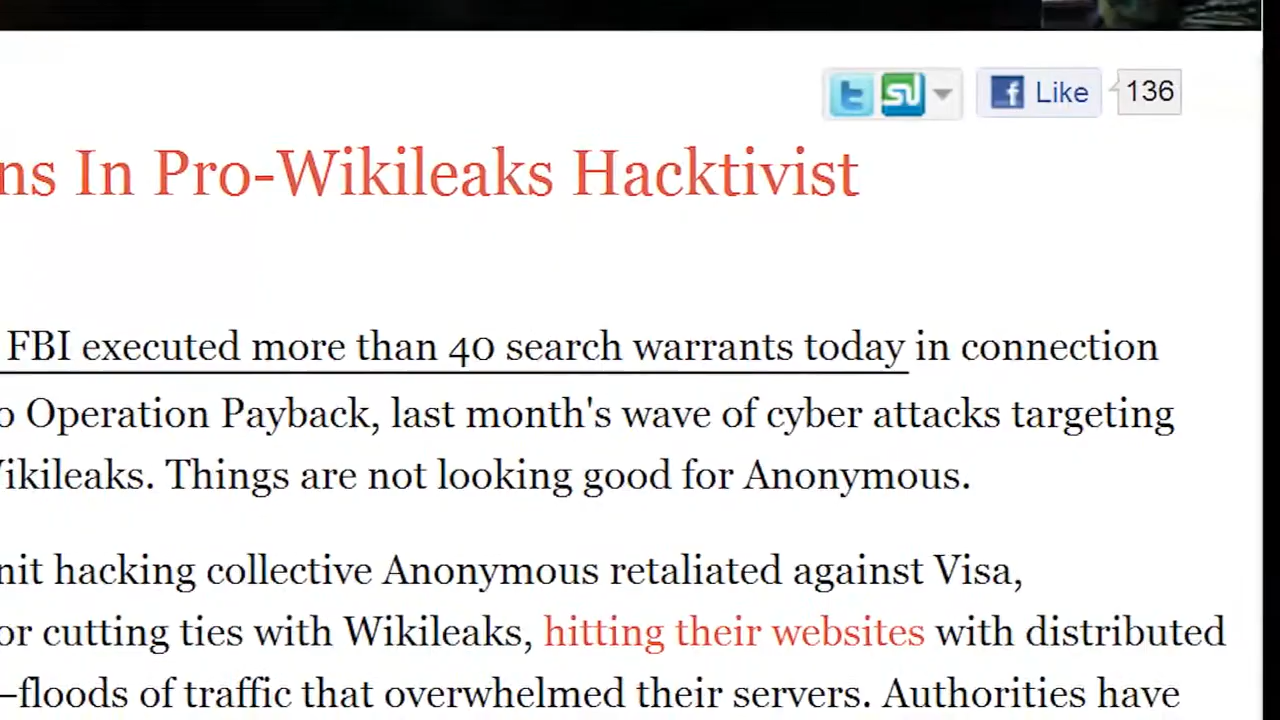 Like 136
ns In Pro-Wikileaks Hacktivist
FBI executed more than 40 search warrants today in connection
o Operation Payback, last month's wave of cyber attacks targeting
Wikileaks. Things are not looking good for Anonymous.
nit hacking collective Anonymous retaliated against Visa,
or cutting ties with Wikileaks, hitting their websites with distributed
–floods of traffic that overwhelmed their servers. Authorities have